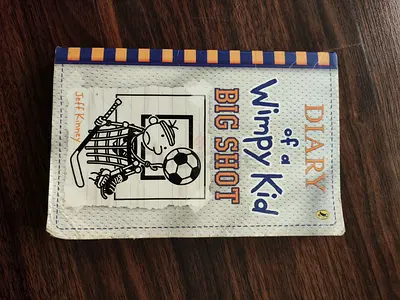 DIARY
of a
Wimpy Kid
BIG SHOT
Jeff Kinney